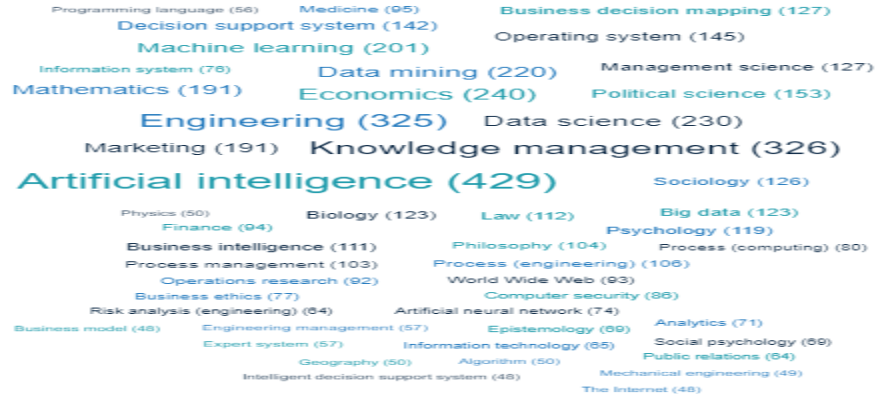 Programming language (56) Medicine (95) Business decision mapping (127)
Decision support system (142) Operating system (145)
Machine learning (201)
Information system (76) Data mining (220) Management science (127)
Mathematics (191) Economics (240) Political science (153)
Engineering (325) Data science (230)
Marketing (191) Knowledge management (326)
Artificial intelligence (429) Sociology (126)
Physics (50) Biology (123) Law (112) Big data (123)
Finance (94) Psychology (119)
Business intelligence (111) Philosophy (104) Process (computing) (80)
Process management (103) Process (engineering) (106)
Operations research (92) World Wide Web (93)
Business ethics (77) Computer security (86)
Risk analysis (engineering) (64) Artificial neural network (74)
Business model (48) Engineering management (57) Epistemology (69) Analytics (71)
Expert system (57) Information technology (65) Social psychology (69)
Geography (50) Algorithm (50) Public relations (64)
Intelligent decision support system (48) Mechanical engineering (49)
The Internet (48)